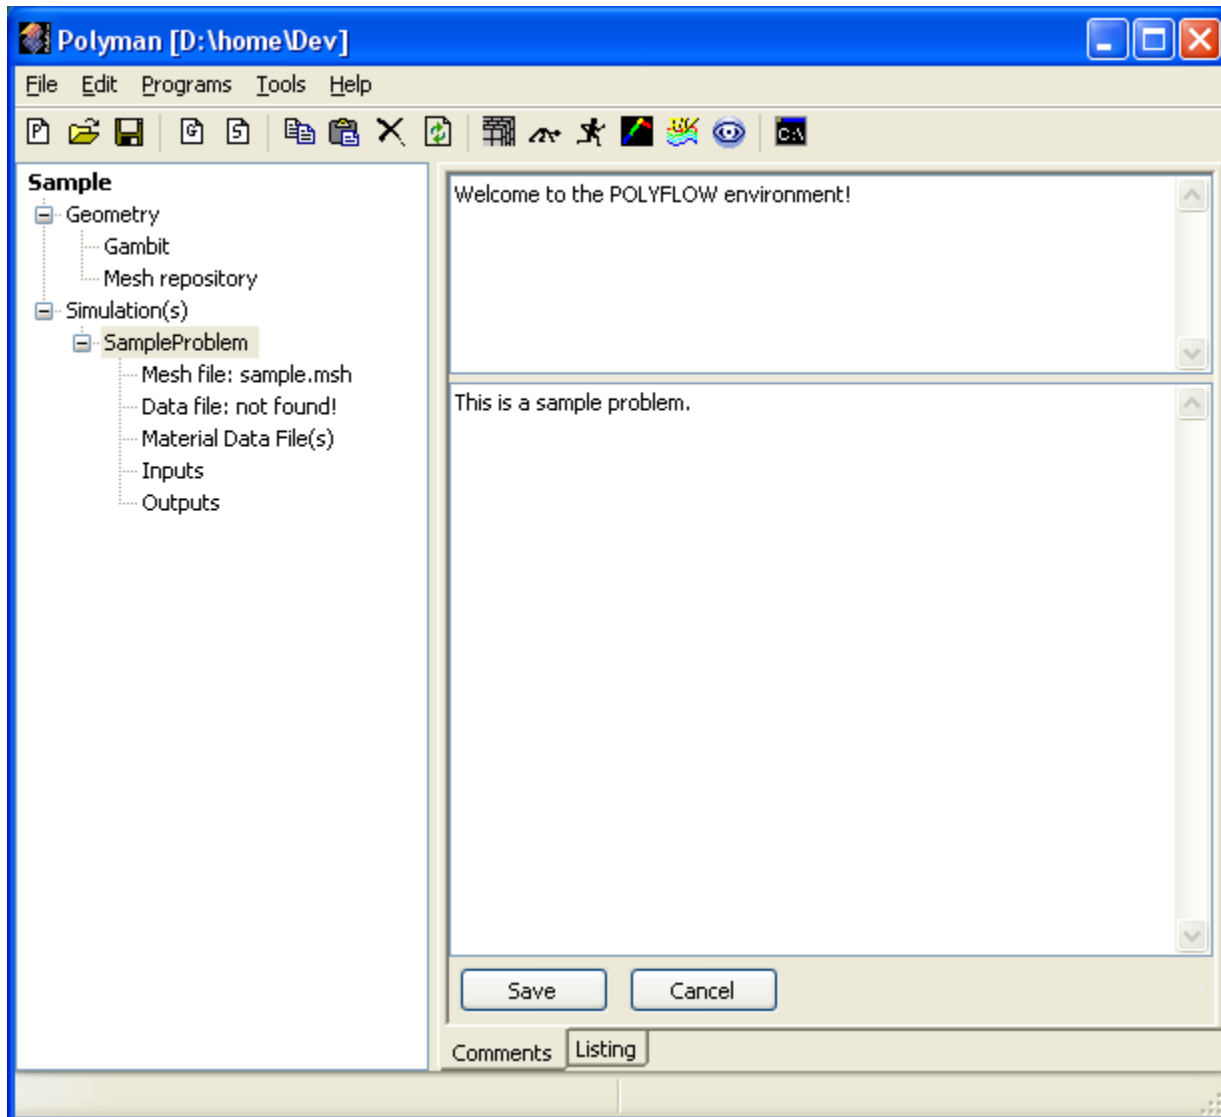 Polyman [D:\home\Dev]
File Edit Programs Tools Help
P G S C:\
Sample
Geometry
Gambit
Mesh repository
Simulation(s)
SampleProblem
Mesh file: sample.msh
Data file: not found!
Material Data File(s)
Inputs
Outputs
Welcome to the POLYFLOW environment!
This is a sample problem.
Save Cancel
Comments Listing